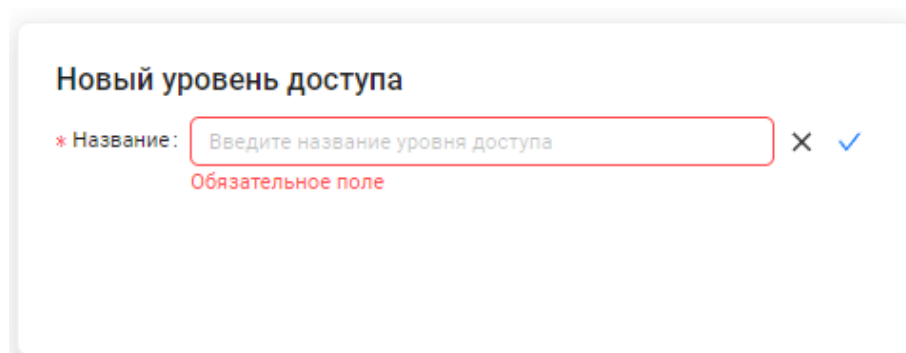 Новый уровень доступа
* Название: Введите название уровня доступа
Обязательное поле